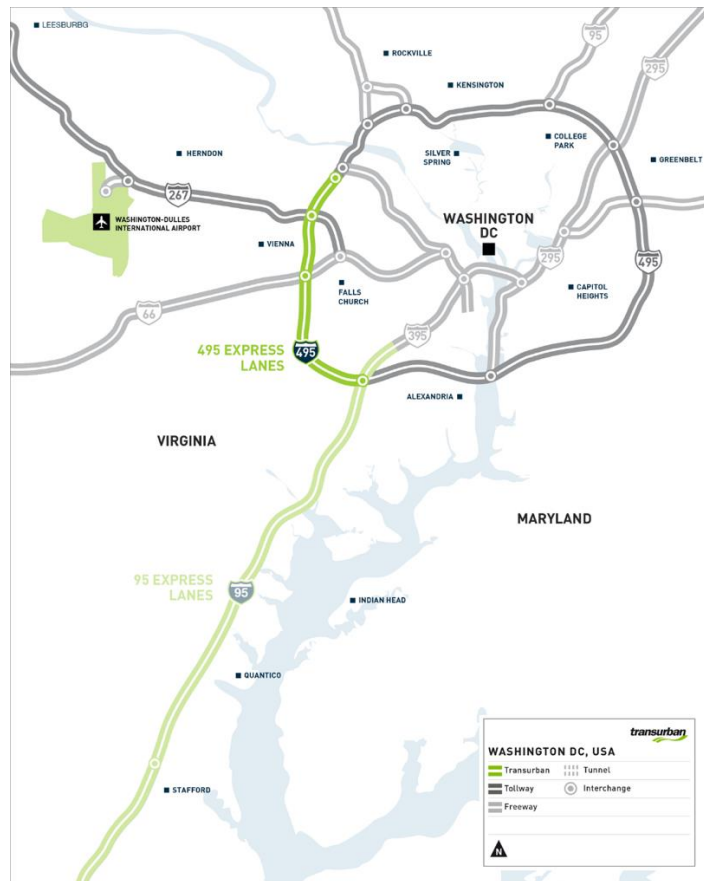 LEESBURBG
ROCKVILLE
95
295
KENSINGTON
COLLEGE
PARK
HERNDON
SILVER
SPRING
GREENBELT
267
WASHINGTON-DULLES
INTERNATIONAL AIRPORT
WASHINGTON
DC
VIENNA
295
495
FALLS
CHURCH
CAPITOL
HEIGHTS
66
395
495 EXPRESS
LANES
495
ALEXANDRIA
VIRGINIA
MARYLAND
95 EXPRESS
LANES
95
INDIAN HEAD
QUANTICO
STAFFORD
transurban
WASHINGTON DC, USA
Transurban
Tunnel
Tollway
Interchange
Freeway
N